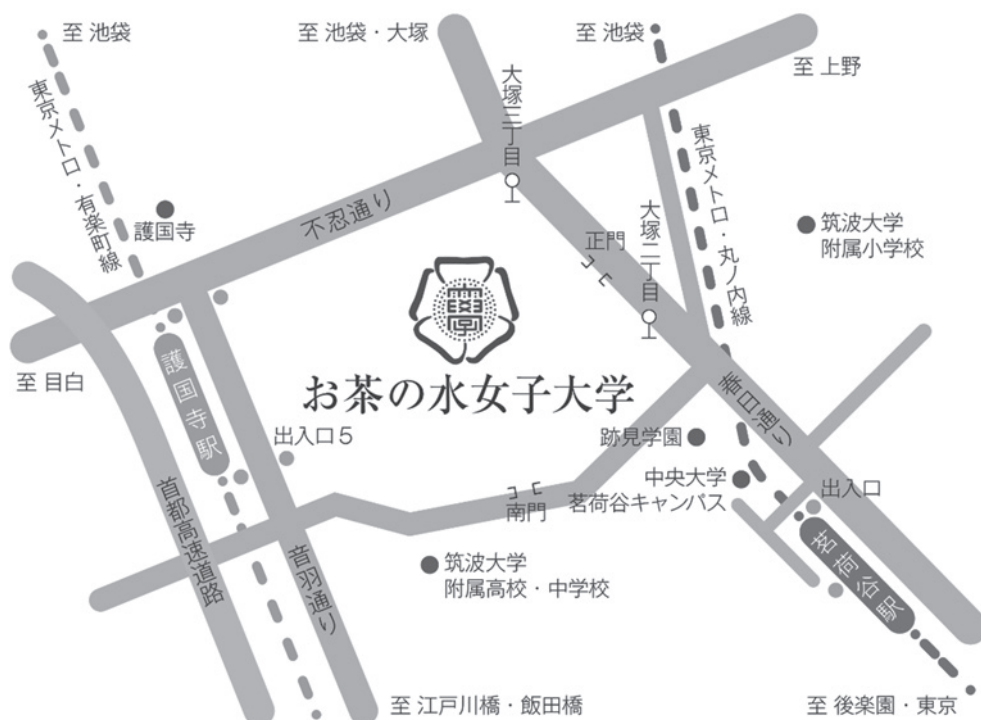 至 池袋
至 池袋・大塚
至 池袋
至 上野
大塚三丁目
東京メトロ・有楽町線
東京メトロ・丸ノ内線
護国寺
不忍通り
正門
大塚二丁目
筑波大学
附属小学校
至 目白
護国寺駅
お茶の水女子大学
春日通り
出入口5
跡見学園
中央大学
茗荷谷キャンパス
出入口
首都高速道路
南門
音羽通り
筑波大学
附属高校・中学校
茗荷谷駅
至 江戸川橋・飯田橋
至 後楽園・東京